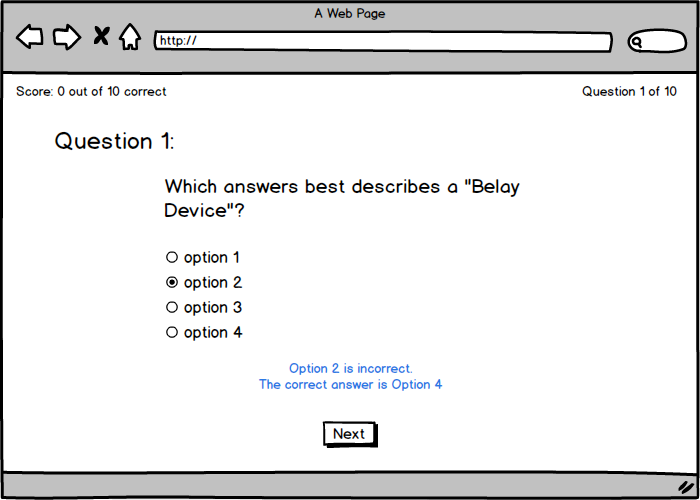 A Web Page
http://
Score: 0 out of 10 correct
Question 1 of 10
Question 1:
Which answers best describes a "Belay
Device"?
option 1
option 2
option 3
option 4
Option 2 is incorrect.
The correct answer is Option 4
Next